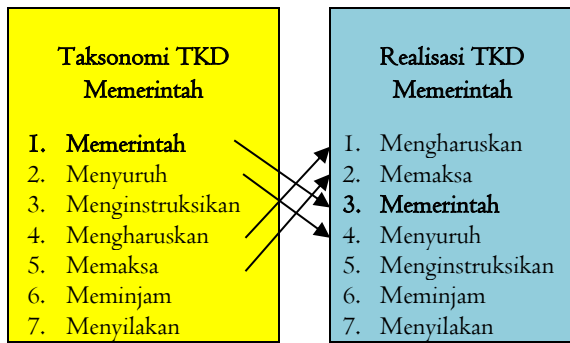 Taksonomi TKD
Memerintah
1. Memerintah
2. Menyuruh
3. Menginstruksikan
4. Mengharuskan
5. Memaksa
6. Meminjam
7. Menyilakan
Realisasi TKD
Memerintah
1. Mengharuskan
2. Memaksa
3. Memerintah
4. Menyuruh
5. Menginstruksikan
6. Meminjam
7. Menyilakan